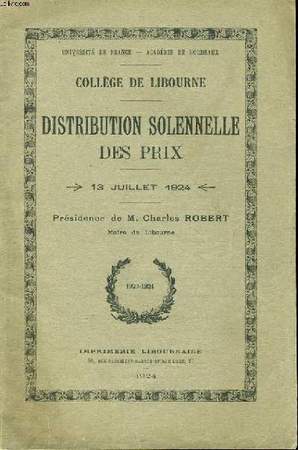 UNIVERSITÉ DE FRANCE — ACADÉMIE DE BORDEAUX
COLLÈGE DE LIBOURNE
DISTRIBUTION SOLENNELLE
DES PRIX
13 JUILLET 1924
Présidence de M. Charles ROBERT
Maire de Libourne
1923-1924
IMPRIMERIE LIBOURNAISE
1924